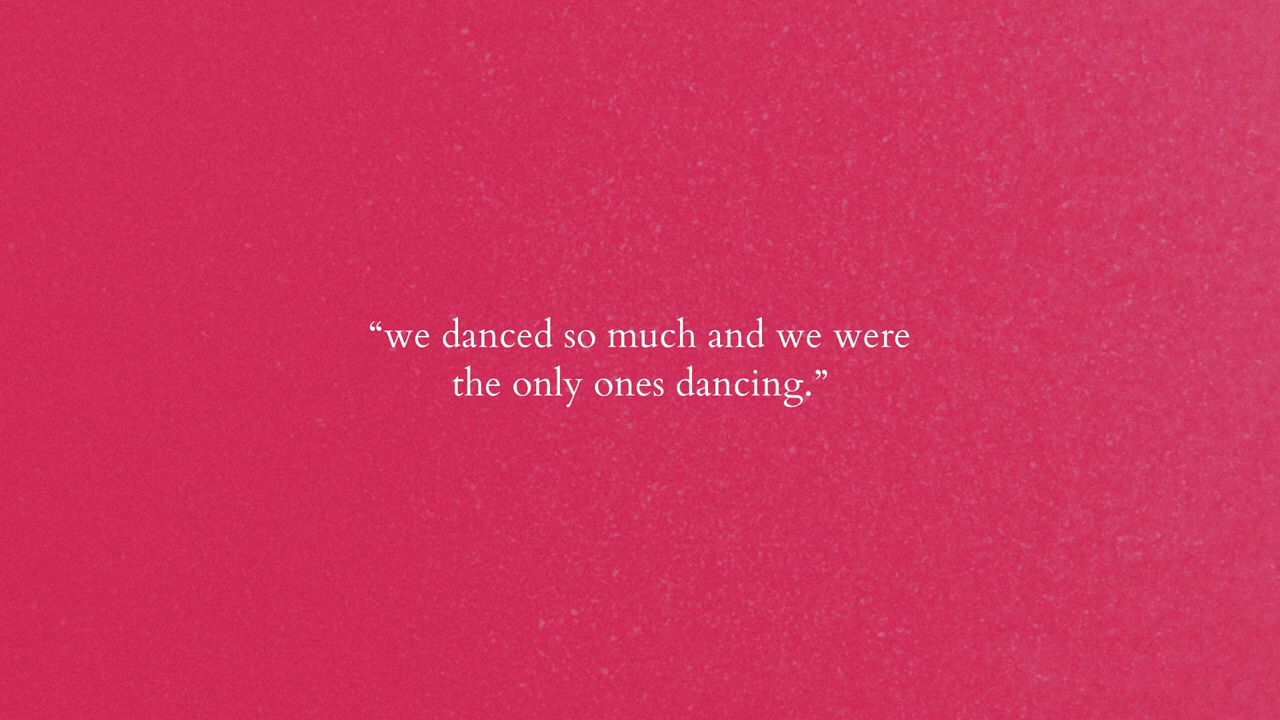 “we danced so much and we were
the only ones dancing.”